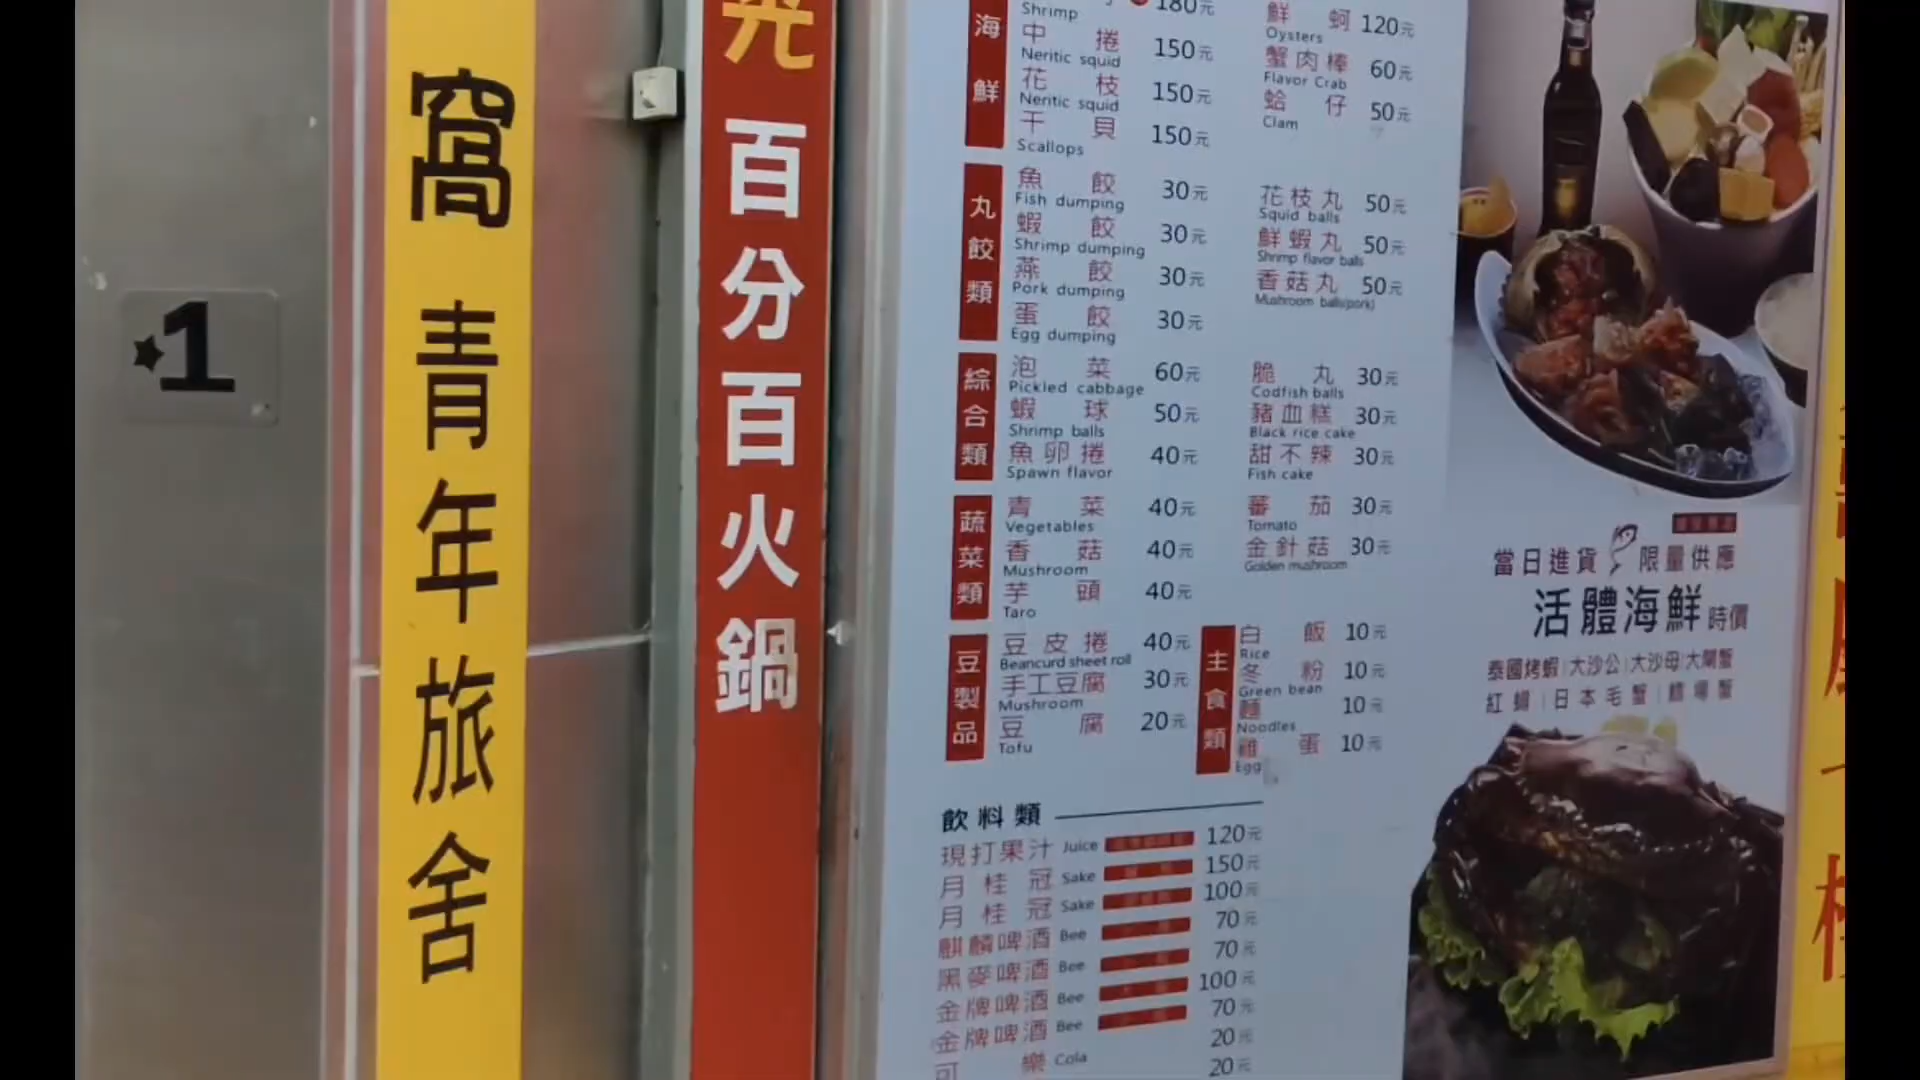 ★1
窩 青年旅舍
百分百火鍋
海鮮
Shrimp
180元
中捲 150元
Neritic squid
花枝 150元
Neritic squid
干貝 150元
Scallops
鮮蚵 120元
Oysters
蟹肉棒 60元
Flavor Crab
蛤仔 50元
Clam
丸餃類
魚餃 30元
Fish dumping
蝦餃 30元
Shrimp dumping
燕餃 30元
Pork dumping
蛋餃 30元
Egg dumping
花枝丸 50元
Squid balls
鮮蝦丸 50元
Shrimp flavor balls
香菇丸 50元
Mushroom balls(pork)
綜合類
泡菜 60元
Pickled cabbage
蝦球 50元
Shrimp balls
魚卵捲 40元
Spawn flavor
脆丸 30元
Codfish balls
豬血糕 30元
Black rice cake
甜不辣 30元
Fish cake
蔬菜類
青菜 40元
Vegetables
香菇 40元
Mushroom
芋頭 40元
Taro
蕃茄 30元
Tomato
金針菇 30元
Golden mushroom
豆製品
豆皮捲 40元
Beancurd sheet roll
手工豆腐 30元
Mushroom
豆腐 20元
Tofu
主食類
白飯 10元
Rice
冬粉 10元
Green bean
麵 10元
Noodles
雞蛋 10元
Egg
飲料類
現打果汁 Juice 120元
月桂冠 Sake 150元
月桂冠 Sake 100元
麒麟啤酒 Bee 70元
黑麥啤酒 Bee 70元
金牌啤酒 Bee 100元
金牌啤酒 Bee 70元
可樂 Cola 20元
20元
當日進貨 限量供應
活體海鮮 時價
泰國烤蝦|大沙公|大沙母|大閘蟹
日本毛蟹